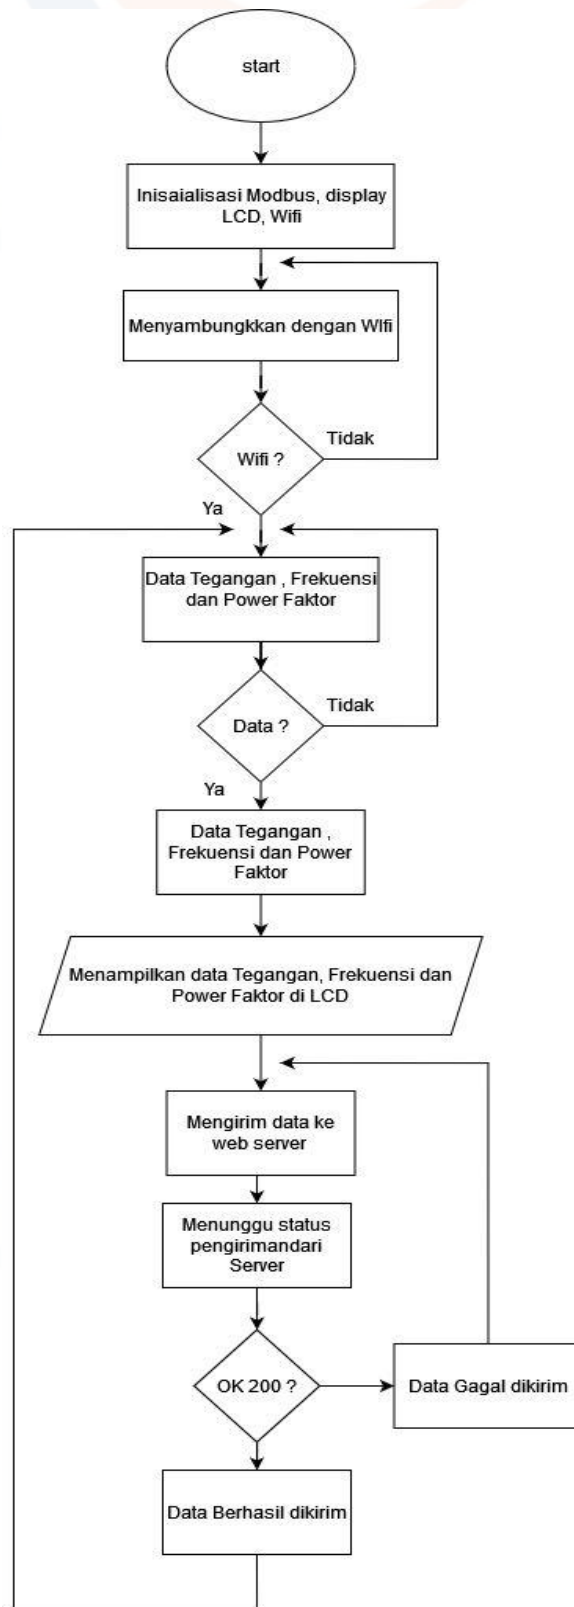 start
Inisaialisasi Modbus, display
LCD, Wifi
Menyambungkkan dengan WIfi
Wifi ?
Tidak
Ya
Data Tegangan , Frekuensi
dan Power Faktor
Data ?
Tidak
Ya
Data Tegangan ,
Frekuensi dan Power
Faktor
Menampilkan data Tegangan, Frekuensi dan
Power Faktor di LCD
Mengirim data ke
web server
Menunggu status
pengirimandari
Server
OK 200 ?
Data Gagal dikirim
Data Berhasil dikirim